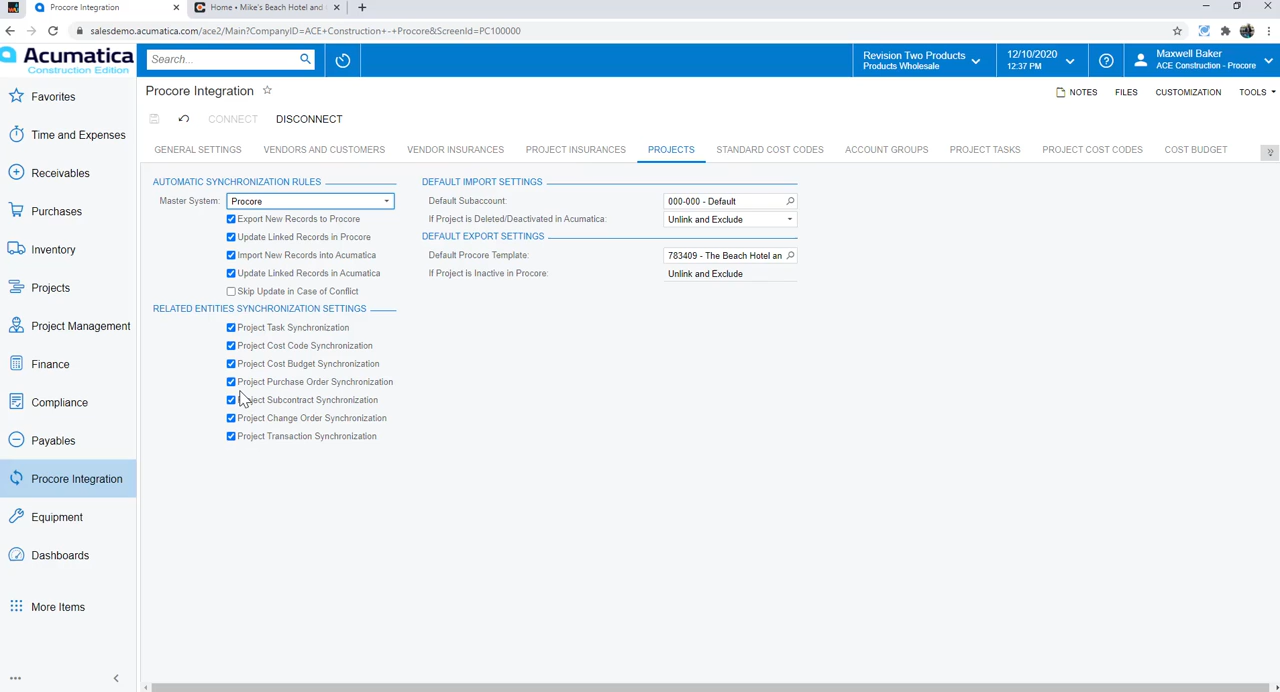 Procore Integration
Home • Mike's Beach Hotel and
salesdemo.acumatica.com/ace2/Main?CompanyID=ACE+Construction+-+Procore&ScreenId=PC100000
Acumatica
Construction Edition
Search...
Revision Two Products
Products Wholesale
12/10/2020
12:37 PM
Maxwell Baker
ACE Construction - Procore
Favorites
Time and Expenses
Receivables
Purchases
Inventory
Projects
Project Management
Finance
Compliance
Payables
Procore Integration
Equipment
Dashboards
More Items
Procore Integration
NOTES FILES CUSTOMIZATION TOOLS
CONNECT DISCONNECT
GENERAL SETTINGS VENDORS AND CUSTOMERS VENDOR INSURANCES PROJECT INSURANCES PROJECTS STANDARD COST CODES ACCOUNT GROUPS PROJECT TASKS PROJECT COST CODES COST BUDGET
AUTOMATIC SYNCHRONIZATION RULES
Master System: Procore
Export New Records to Procore
Update Linked Records in Procore
Import New Records into Acumatica
Update Linked Records in Acumatica
Skip Update in Case of Conflict
RELATED ENTITIES SYNCHRONIZATION SETTINGS
Project Task Synchronization
Project Cost Code Synchronization
Project Cost Budget Synchronization
Project Purchase Order Synchronization
Subcontract Synchronization
Project Change Order Synchronization
Project Transaction Synchronization
DEFAULT IMPORT SETTINGS
Default Subaccount: 000-000 - Default
If Project is Deleted/Deactivated in Acumatica: Unlink and Exclude
DEFAULT EXPORT SETTINGS
Default Procore Template: 783409 - The Beach Hotel an
If Project is Inactive in Procore: Unlink and Exclude